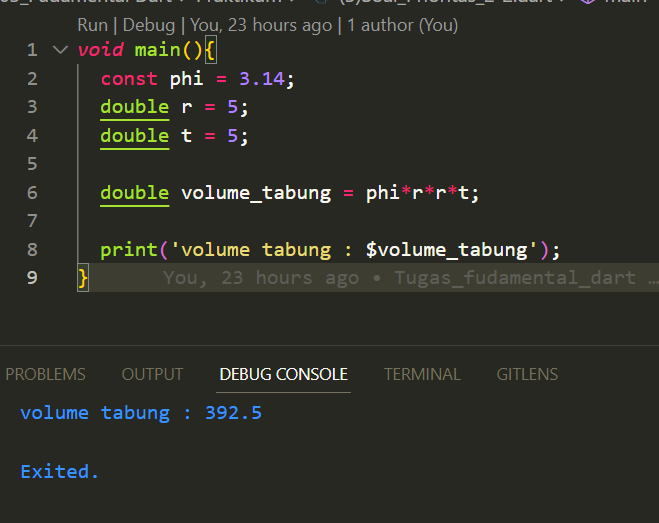 Run | Debug | You, 23 hours ago | 1 author (You)
1 void main(){
2 const phi = 3.14;
3 double r = 5;
4 double t = 5;
5
6 double volume_tabung = phi*r*r*t;
7
8 print('volume tabung : $volume_tabung');
9 } You, 23 hours ago • Tugas_fudamental_dart …
PROBLEMS OUTPUT DEBUG CONSOLE TERMINAL GITLENS
volume tabung : 392.5
Exited.